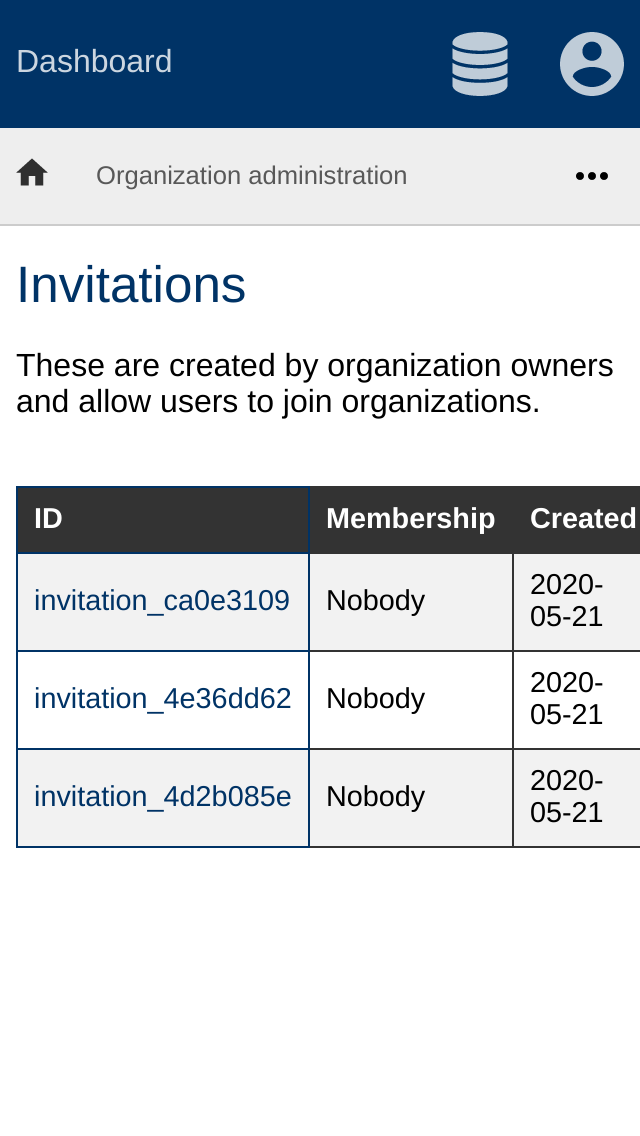 Dashboard
Organization administration
Invitations
These are created by organization owners
and allow users to join organizations.
ID Membership Created
invitation_ca0e3109 Nobody 2020-
05-21
invitation_4e36dd62 Nobody 2020-
05-21
invitation_4d2b085e Nobody 2020-
05-21